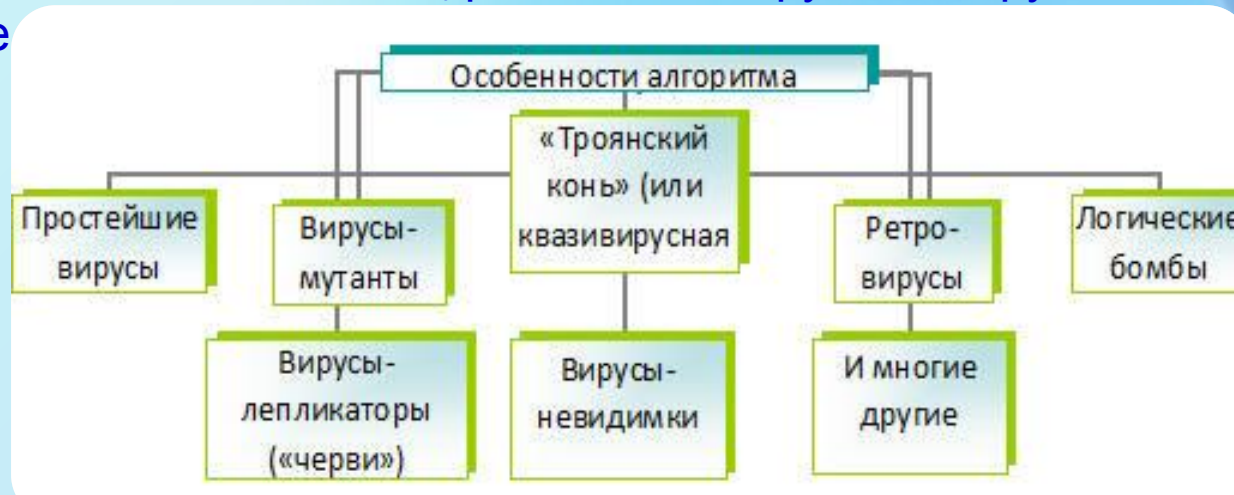 е
Особенности алгоритма
«Троянский
конь» (или
квазивирусная
Простейшие
вирусы
Вирусы-
мутанты
Ретро-
вирусы
Логические
бомбы
Вирусы-
лепликаторы
(«черви»)
Вирусы-
невидимки
И многие
другие